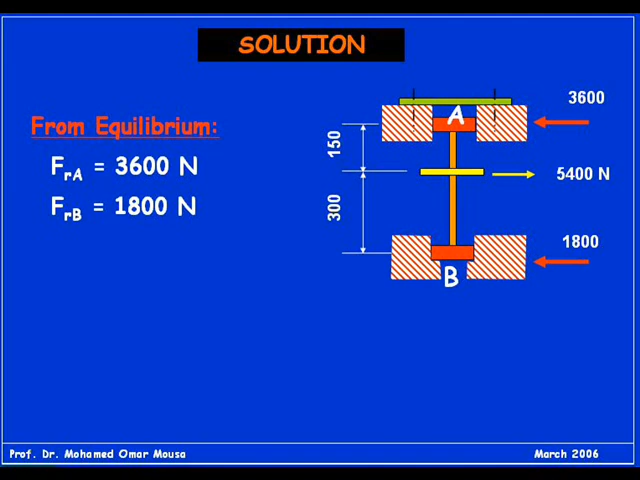 SOLUTION
From Equilibrium:
FrA = 3600 N
FrB = 1800 N
A
3600
150
5400 N
300
1800
B
Prof. Dr. Mohamed Omar Mousa
March 2006